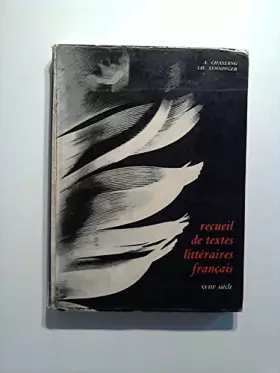 A. CHASSANG
CH. SENNINGER
recueil
de textes
littéraires
français
XVIIIe siècle